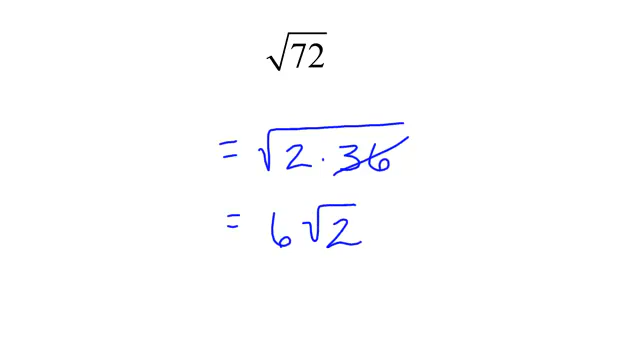 √72
= √2 · 36
= 6√2